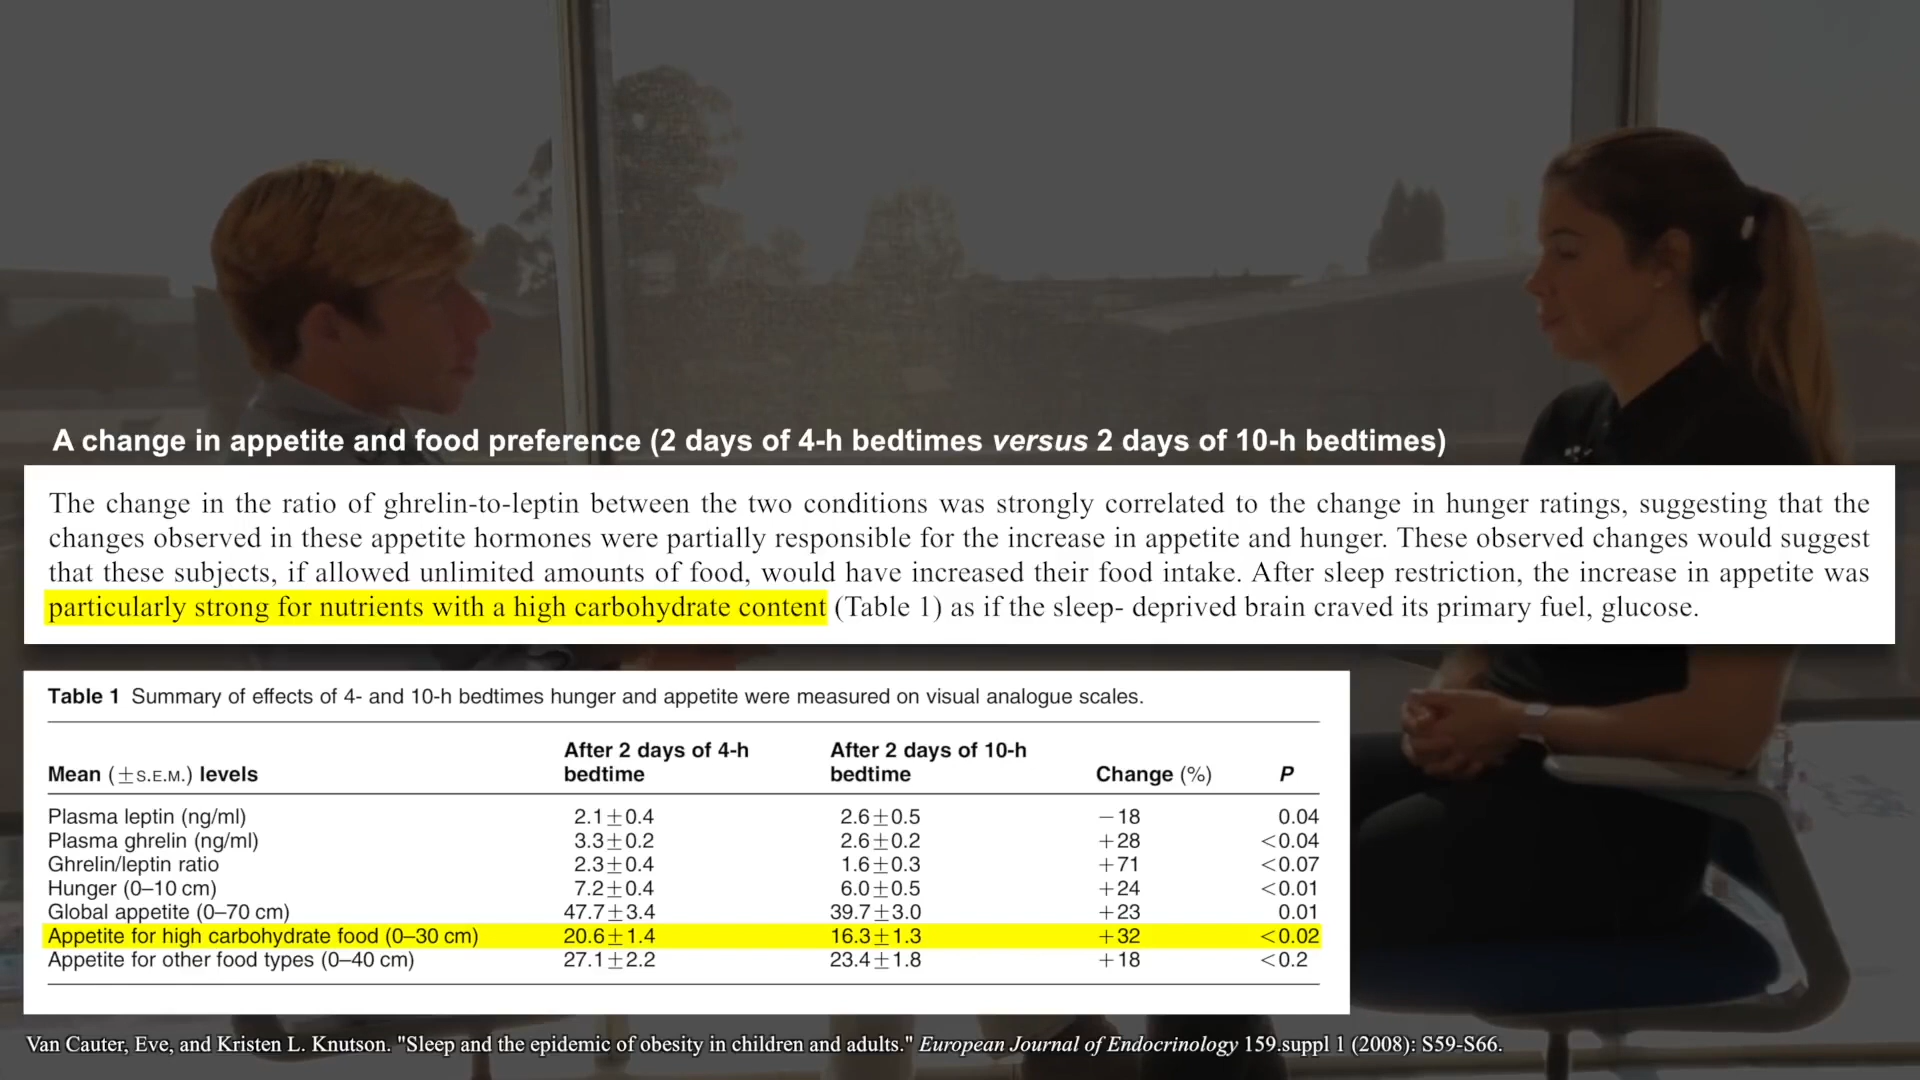 A change in appetite and food preference (2 days of 4-h bedtimes versus 2 days of 10-h bedtimes)
The change in the ratio of ghrelin-to-leptin between the two conditions was strongly correlated to the change in hunger ratings, suggesting that the
changes observed in these appetite hormones were partially responsible for the increase in appetite and hunger. These observed changes would suggest
that these subjects, if allowed unlimited amounts of food, would have increased their food intake. After sleep restriction, the increase in appetite was
particularly strong for nutrients with a high carbohydrate content (Table 1) as if the sleep- deprived brain craved its primary fuel, glucose.
Table 1 Summary of effects of 4- and 10-h bedtimes hunger and appetite were measured on visual analogue scales.
Mean (±S.E.M.) levels After 2 days of 4-h bedtime After 2 days of 10-h bedtime Change (%) P
Plasma leptin (ng/ml) 2.1±0.4 2.6±0.5 −18 0.04
Plasma ghrelin (ng/ml) 3.3±0.2 2.6±0.2 +28 <0.04
Ghrelin/leptin ratio 2.3±0.4 1.6±0.3 +71 <0.07
Hunger (0–10 cm) 7.2±0.4 6.0±0.5 +24 <0.01
Global appetite (0–70 cm) 47.7±3.4 39.7±3.0 +23 0.01
Appetite for high carbohydrate food (0–30 cm) 20.6±1.4 16.3±1.3 +32 <0.02
Appetite for other food types (0–40 cm) 27.1±2.2 23.4±1.8 +18 <0.2
Van Cauter, Eve, and Kristen L. Knutson. "Sleep and the epidemic of obesity in children and adults." European Journal of Endocrinology 159.suppl 1 (2008): S59-S66.